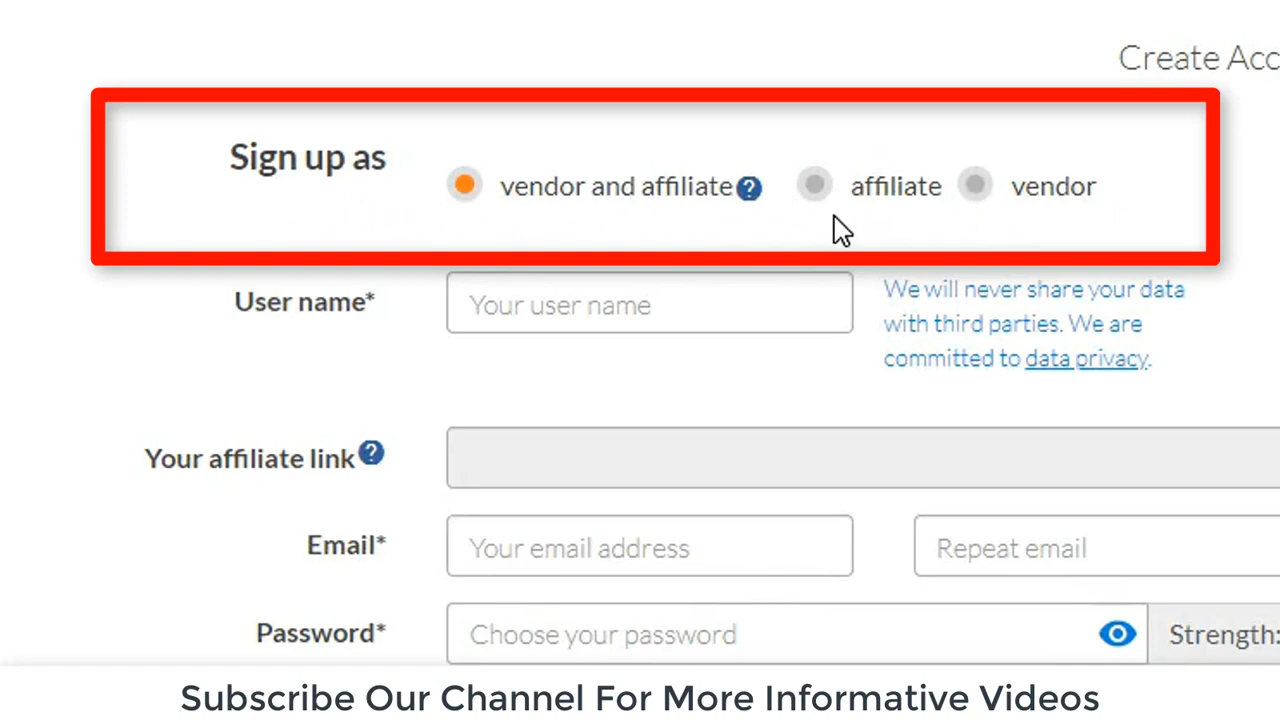 Create Acc
Sign up as
vendor and affiliate ? affiliate vendor
User name* Your user name
We will never share your data
with third parties. We are
committed to data privacy.
Your affiliate link ?
Email* Your email address Repeat email
Password* Choose your password Strength:
Subscribe Our Channel For More Informative Videos